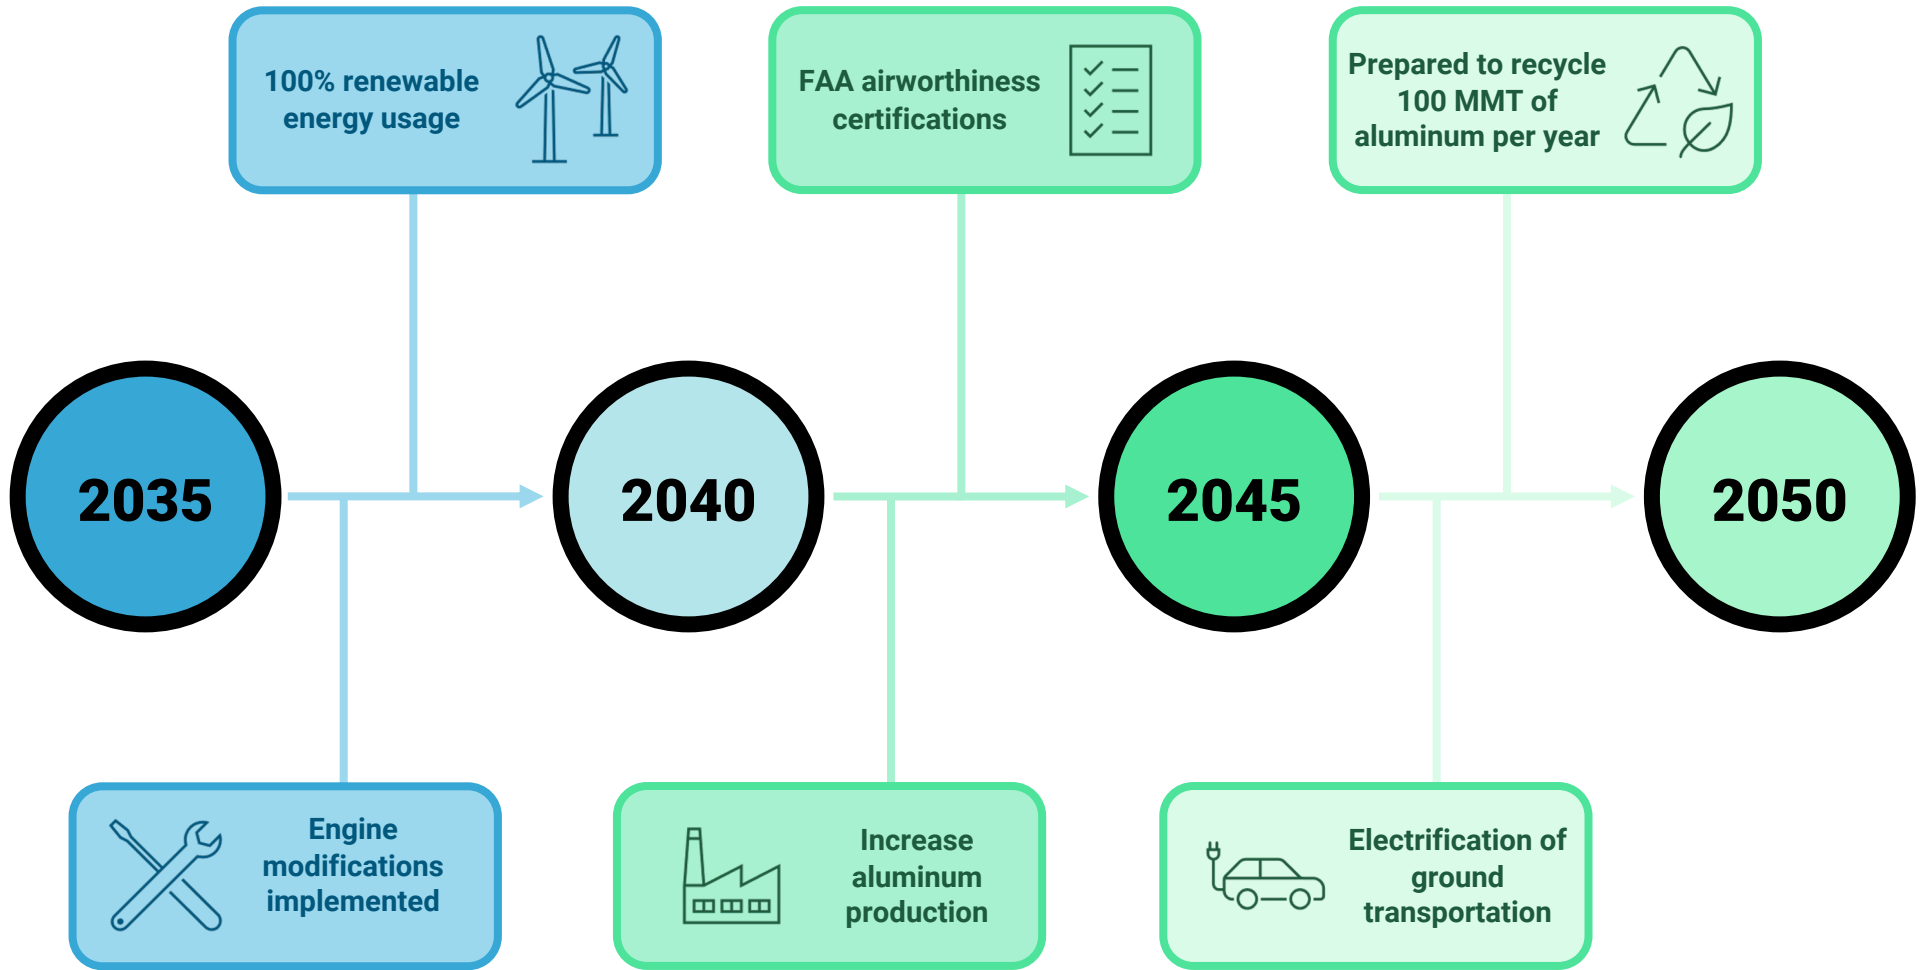 100% renewable
energy usage
FAA airworthiness
certifications
Prepared to recycle
100 MMT of
aluminum per year
2035
2040
2045
2050
Engine
modifications
implemented
Increase
aluminum
production
Electrification of
ground
transportation